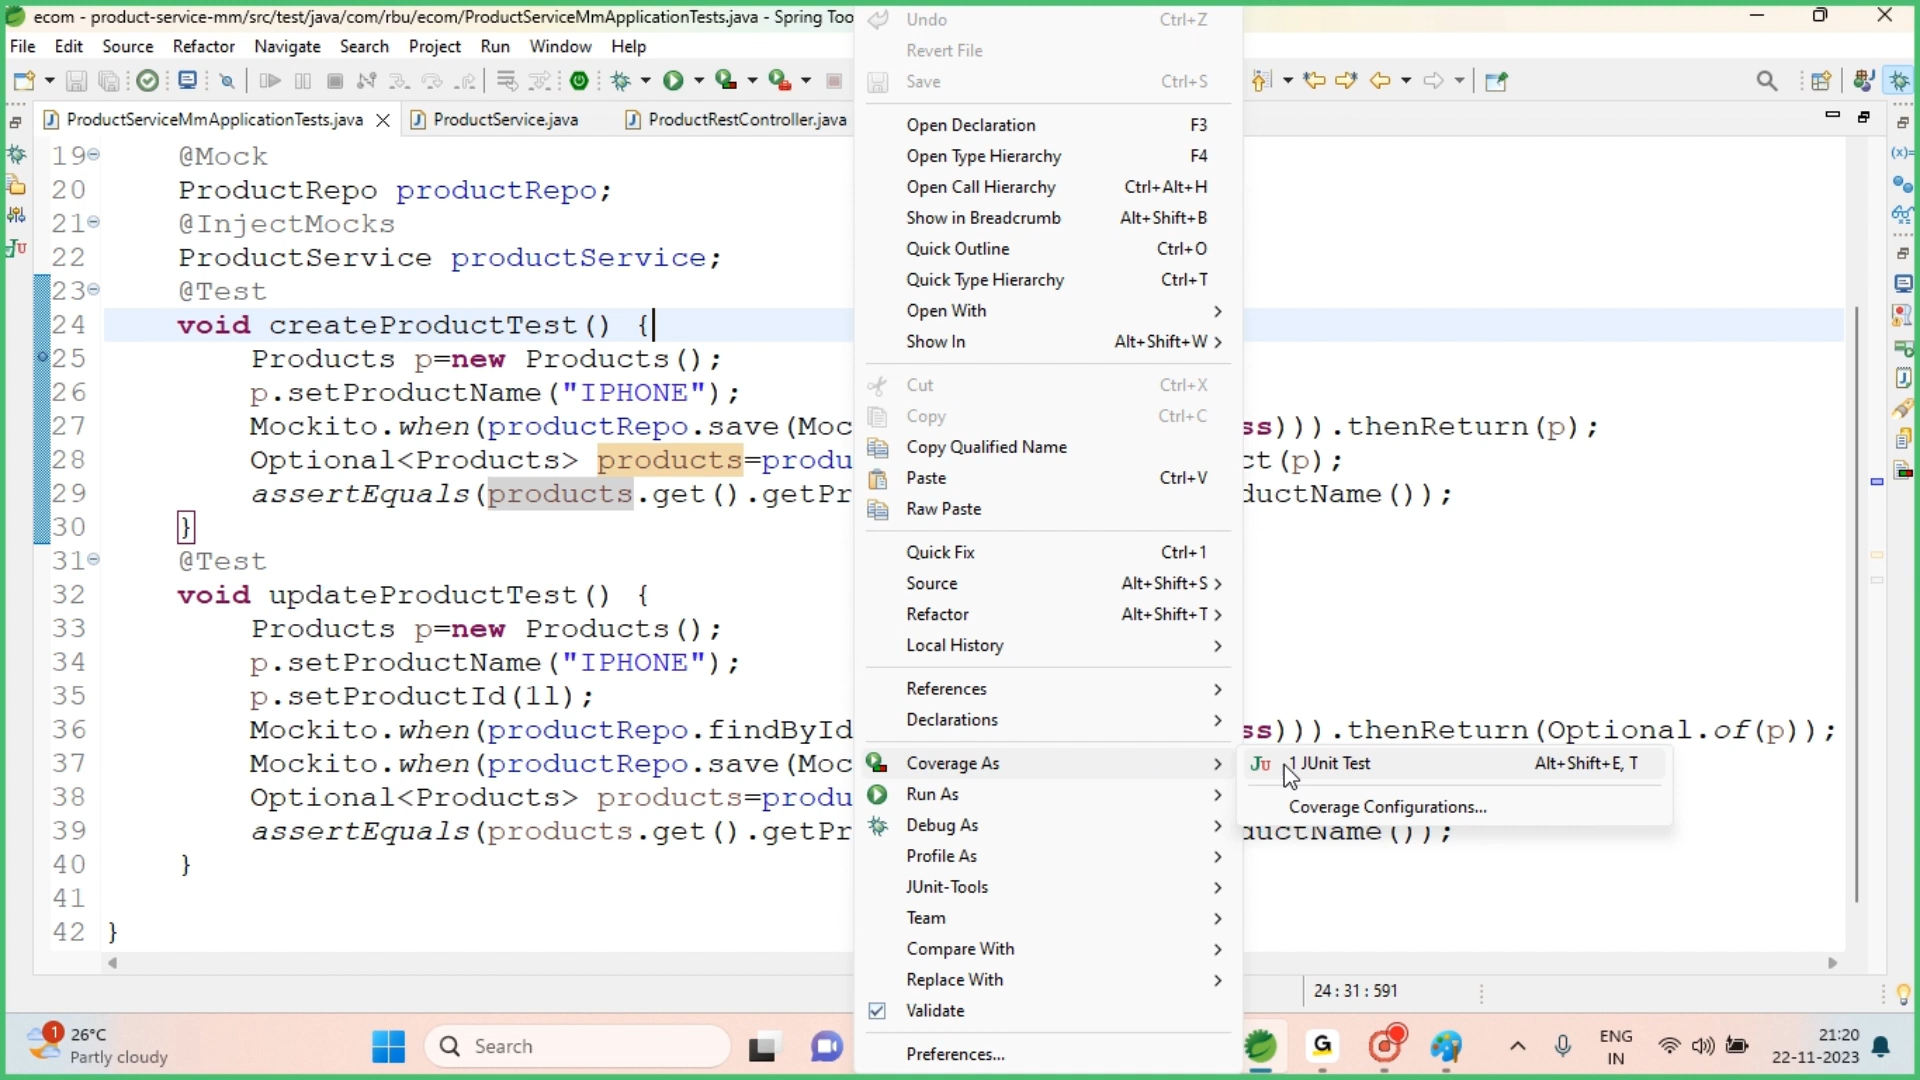 ecom - product-service-mm/src/test/java/com/rbu/ecom/ProductServiceMmApplicationTests.java - Spring Too
File Edit Source Refactor Navigate Search Project Run Window Help
ProductServiceMmApplicationTests.java ProductService.java ProductRestController.java
19 @Mock
20 ProductRepo productRepo;
21 @InjectMocks
22 ProductService productService;
23 @Test
24 void createProductTest() {
25 Products p=new Products();
26 p.setProductName("IPHONE");
27 Mockito.when(productRepo.save(Moc ss))).thenReturn(p);
28 Optional<Products> products=produ ct(p);
29 assertEquals(products.get().getPr ductName());
30 }
31 @Test
32 void updateProductTest() {
33 Products p=new Products();
34 p.setProductName("IPHONE");
35 p.setProductId(1l);
36 Mockito.when(productRepo.findById ss))).thenReturn(Optional.of(p));
37 Mockito.when(productRepo.save(Moc
38 Optional<Products> products=produ
39 assertEquals(products.get().getPr ductName());
40 }
41
42 }
Undo Ctrl+Z
Revert File
Save Ctrl+S
Open Declaration F3
Open Type Hierarchy F4
Open Call Hierarchy Ctrl+Alt+H
Show in Breadcrumb Alt+Shift+B
Quick Outline Ctrl+O
Quick Type Hierarchy Ctrl+T
Open With
Show In Alt+Shift+W
Cut Ctrl+X
Copy Ctrl+C
Copy Qualified Name
Paste Ctrl+V
Raw Paste
Quick Fix Ctrl+1
Source Alt+Shift+S
Refactor Alt+Shift+T
Local History
References
Declarations
Coverage As
Run As
Debug As
Profile As
JUnit-Tools
Team
Compare With
Replace With
Validate
Preferences...
1 JUnit Test Alt+Shift+E, T
Coverage Configurations...
24 : 31 : 591
1
26°C
Partly cloudy
Search
ENG
IN
21:20
22-11-2023